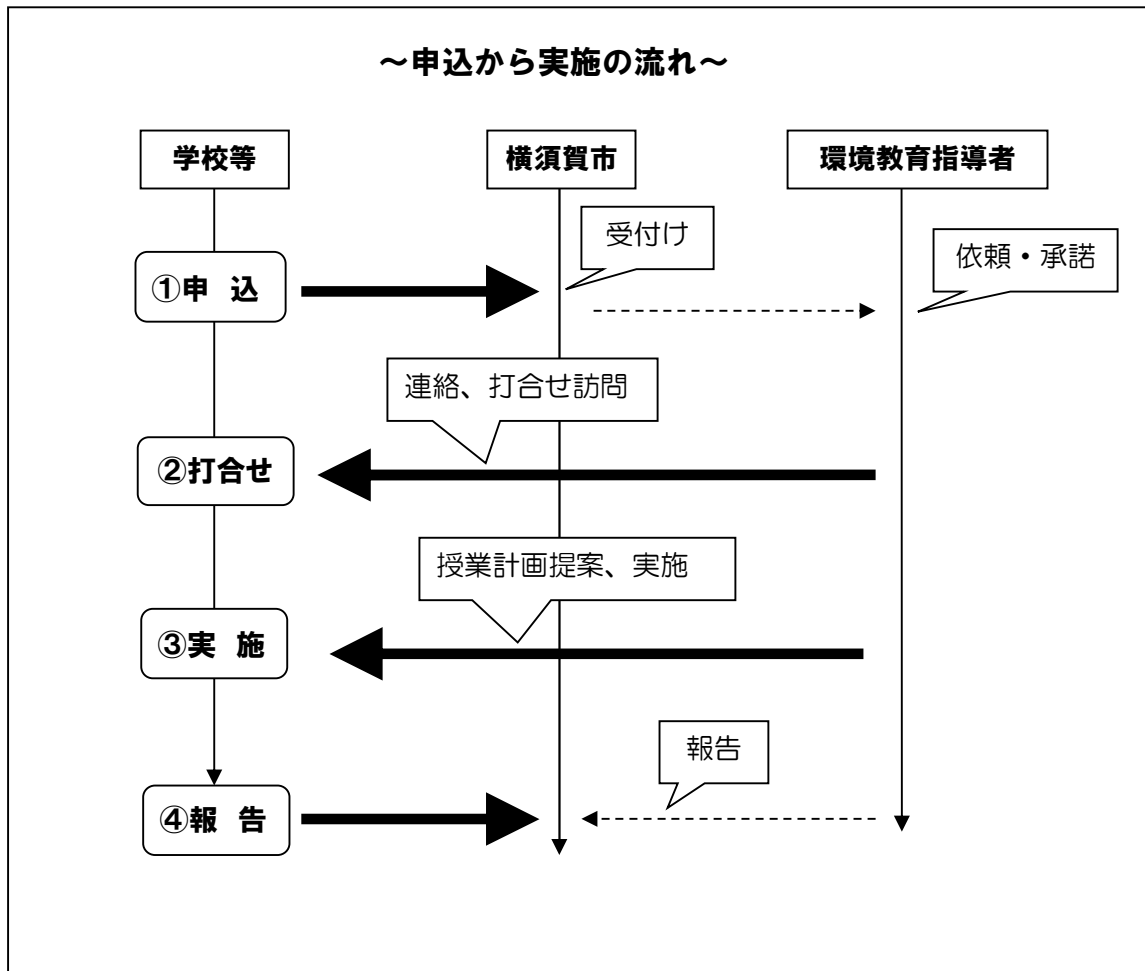 ～申込から実施の流れ～
学校等
横須賀市
環境教育指導者
受付け
依頼・承諾
①申 込
連絡、打合せ訪問
②打合せ
授業計画提案、実施
③実 施
報告
④報 告